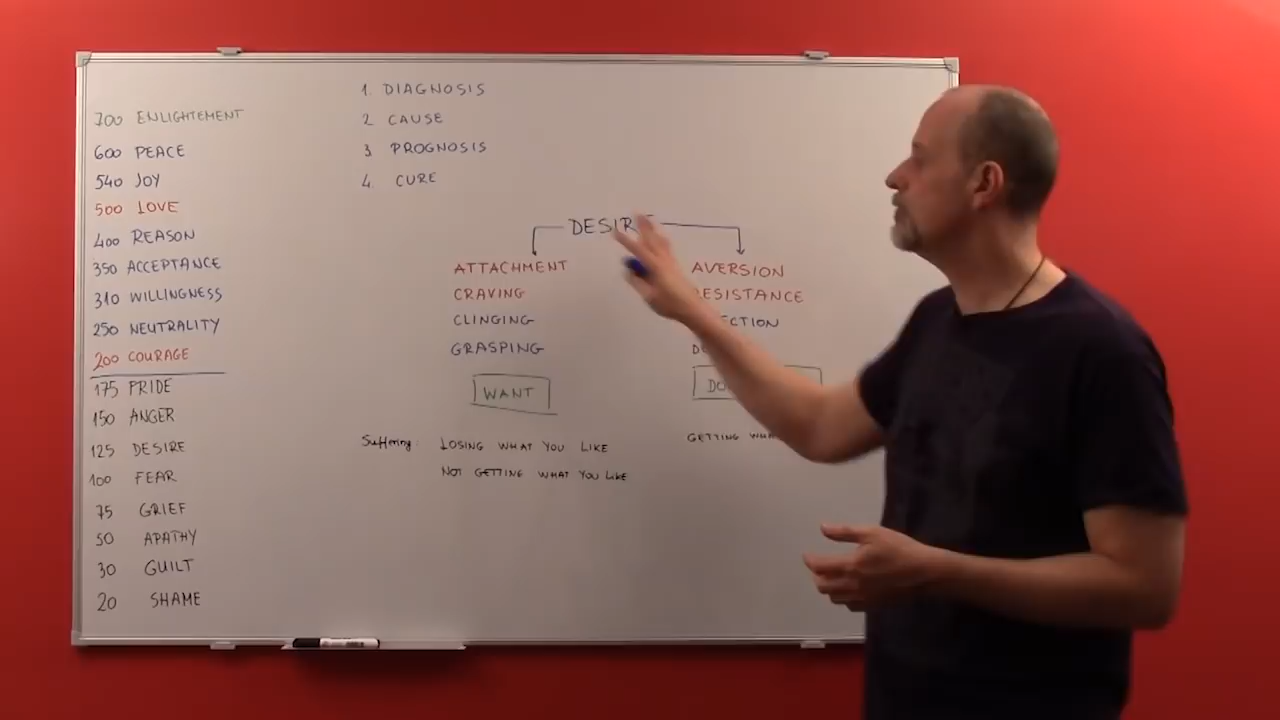 700 ENLIGHTEMENT
600 PEACE
540 JOY
500 LOVE
400 REASON
350 ACCEPTANCE
310 WILLINGNESS
250 NEUTRALITY
200 COURAGE
175 PRIDE
150 ANGER
125 DESIRE
100 FEAR
75 GRIEF
50 APATHY
30 GUILT
20 SHAME
1. DIAGNOSIS
2 CAUSE
3 PROGNOSIS
4. CURE
DESIRE
ATTACHMENT
CRAVING
CLINGING
GRASPING
WANT
AVERSION
RESISTANCE
Suffering: LOSING WHAT YOU LIKE
NOT GETTING WHAT YOU LIKE
GETTING